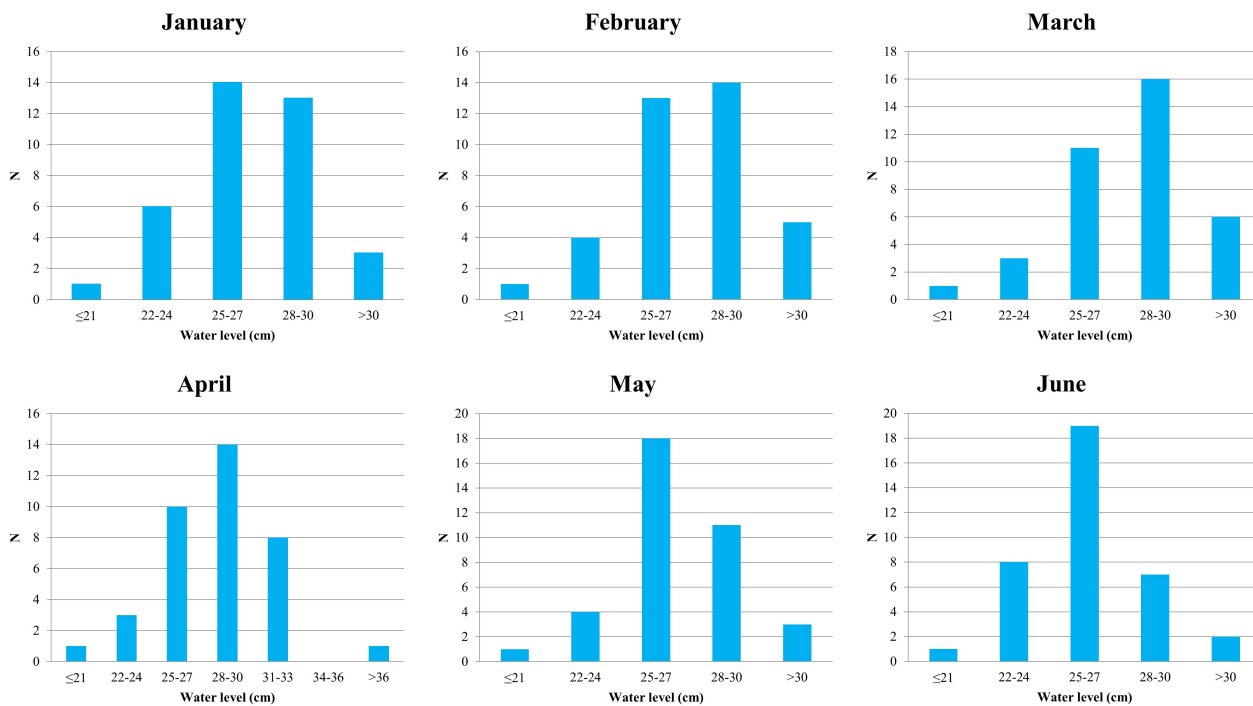 January
16
14
12
10
8
6
4
2
0
N
≤21 22-24 25-27 28-30 >30
Water level (cm)
February
16
14
12
10
8
6
4
2
0
N
≤21 22-24 25-27 28-30 >30
Water level (cm)
March
18
16
14
12
10
8
6
4
2
0
N
≤21 22-24 25-27 28-30 >30
Water level (cm)
April
16
14
12
10
8
6
4
2
0
N
≤21 22-24 25-27 28-30 31-33 34-36 >36
Water level (cm)
May
20
18
16
14
12
10
8
6
4
2
0
N
≤21 22-24 25-27 28-30 >30
Water level (cm)
June
20
18
16
14
12
10
8
6
4
2
0
N
≤21 22-24 25-27 28-30 >30
Water level (cm)